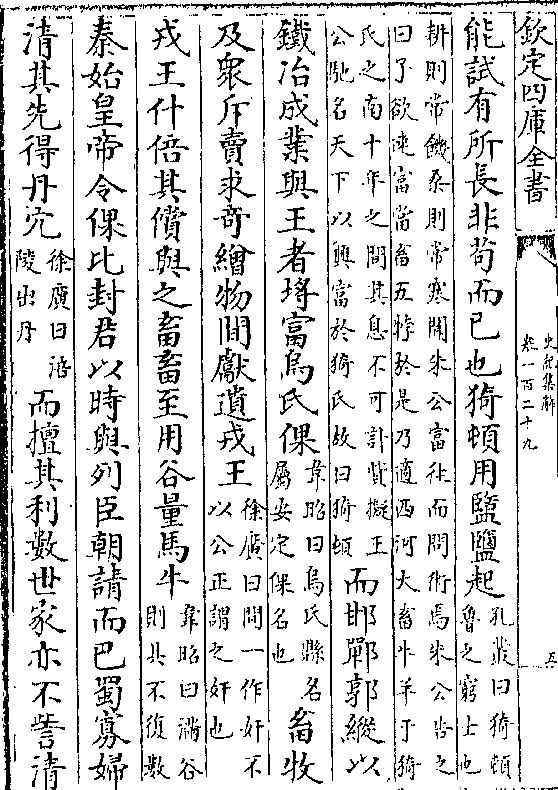 欽定四庫全書
史記集解
卷一百二十九
五
能試有所長非苟而已也猗頓用盬鹽起
孔叢曰猗頓
魯之窮士也
耕則常饑桑則常寒聞朱公富往而問術焉朱公告之
曰子欲速富當畜五牸於是乃適西河大畜牛羊于猗
氏之南十年之間其息不可計貲擬王
公馳名天下以興富於猗氏故曰猗頓
而邯鄲郭縱以
鐵冶成業與王者埒富烏氏倮
韋昭曰烏氏縣名
屬安定倮名也
畜牧
及衆斥賣求奇繒物間獻遺戎王
徐廣曰間一作奸不
以公正謂之奸也
戎王什倍其償與之畜畜至用谷量馬牛
韋昭曰滿谷
則具不復數
秦始皇帝令倮比封君以時與列臣朝請而巴蜀寡婦
清其先得丹穴
徐廣曰涪
陵出丹
而擅其利數世家亦不訾清